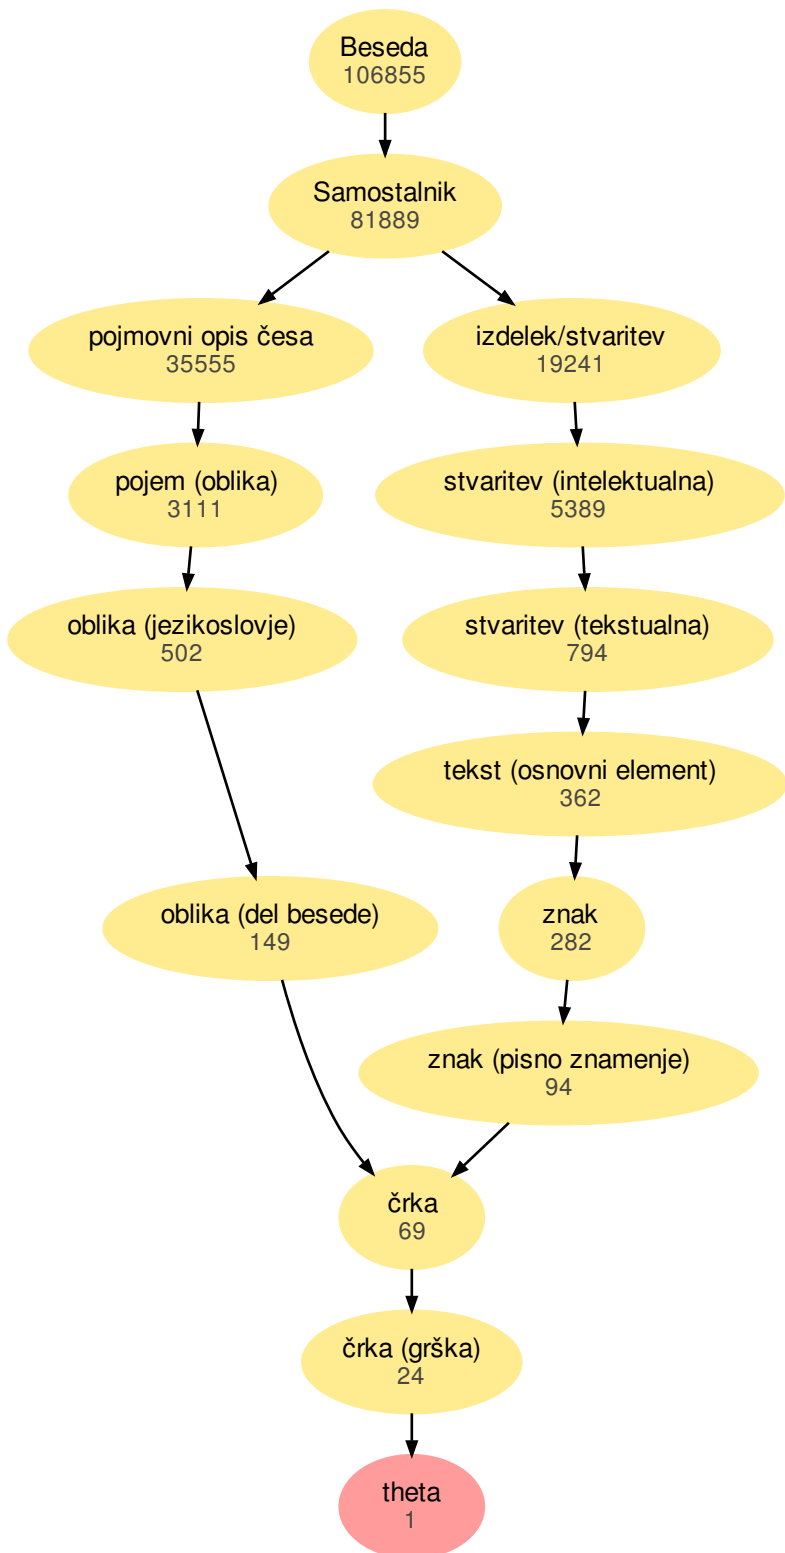 Beseda
106855
Samostalnik
81889
pojmovni opis česa
35555
izdelek/stvaritev
19241
pojem (oblika)
3111
stvaritev (intelektualna)
5389
oblika (jezikoslovje)
502
stvaritev (tekstualna)
794
tekst (osnovni element)
362
oblika (del besede)
149
znak
282
znak (pisno znamenje)
94
črka
69
črka (grška)
24
theta
1